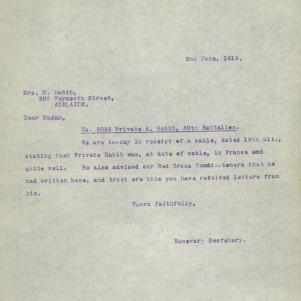 2nd June, 1919.
Mrs. M. Habib,
Waymouth Street,
ADELAIDE.
Dear Madam,
Private A. Habib, 50th Battalion.
We are to-day in receipt of a cable, dated 19th ult.,
stating that Private Habib was, at date of cable, in France and
quite well. He also advised our Red Cross Commissioners that he
had written home, and trust ere this you have received letters from
him.
Yours faithfully,
Honorary Secretary.